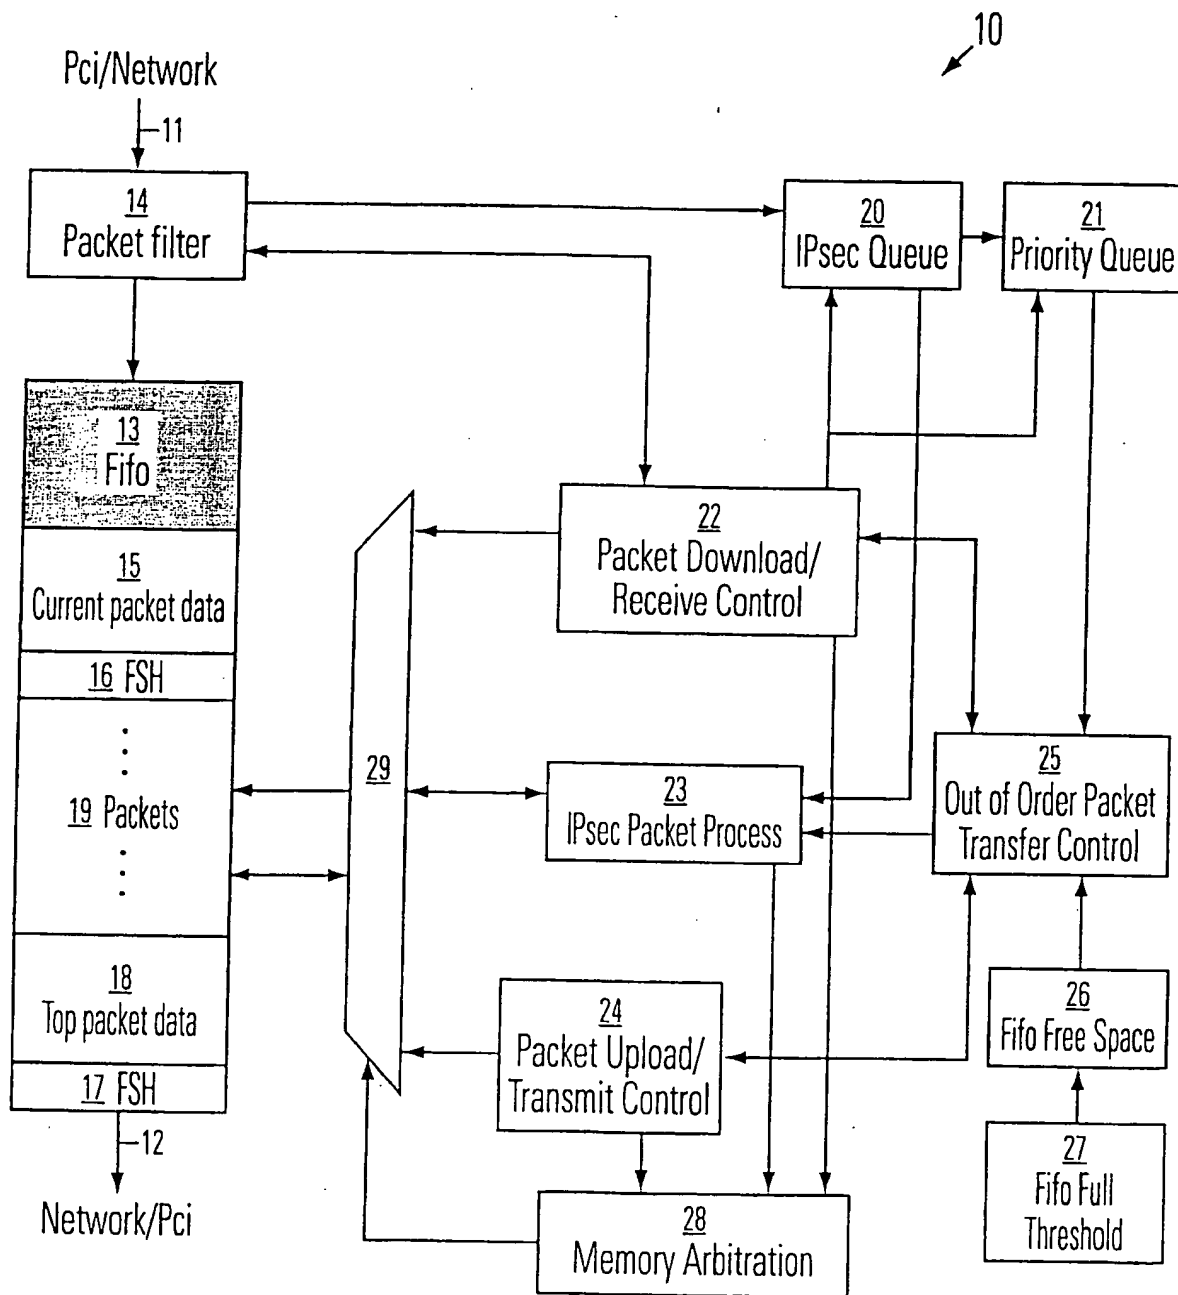 10
Pci/Network
11
14
Packet filter
20
IPsec Queue
21
Priority Queue
13
Fifo
15
Current packet data
16 FSH
19 Packets
18
Top packet data
17 FSH
12
Network/Pci
29
22
Packet Download/
Receive Control
23
IPsec Packet Process
24
Packet Upload/
Transmit Control
25
Out of Order Packet
Transfer Control
26
Fifo Free Space
27
Fifo Full
Threshold
28
Memory Arbitration